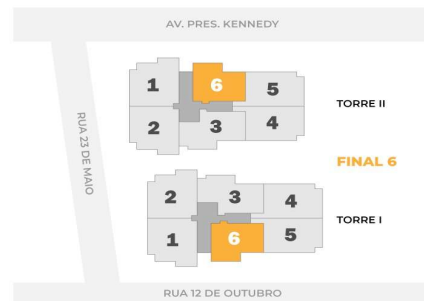 AV. PRES. KENNEDY
RUA 23 DE MAIO
1
6
5
2
3
4
TORRE II
FINAL 6
2
3
4
1
6
5
TORRE I
RUA 12 DE OUTUBRO